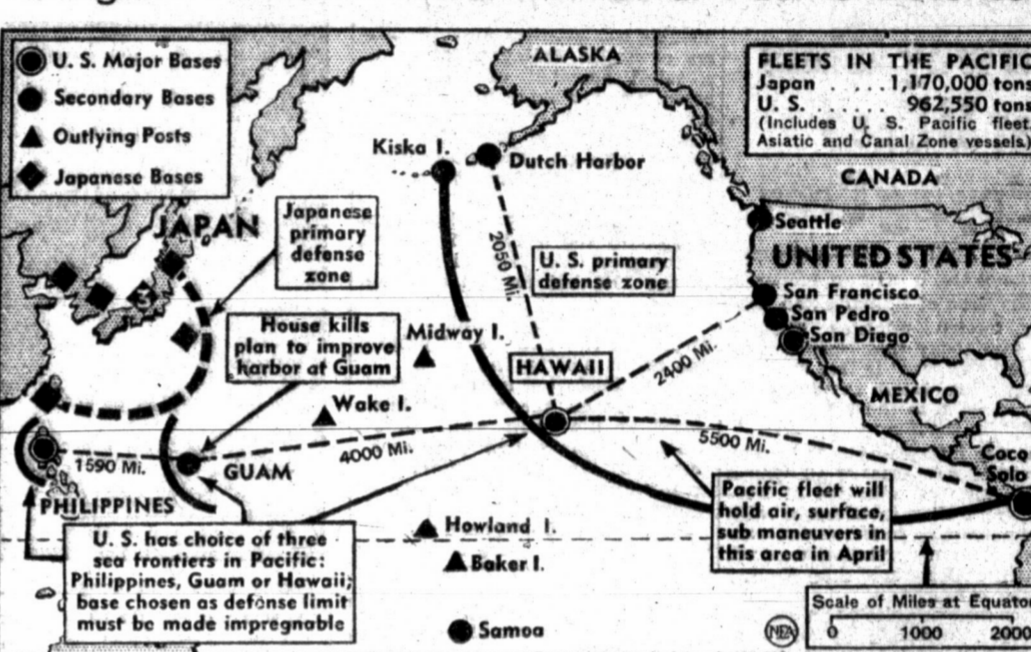 U. S. Major Bases
Secondary Bases
Outlying Posts
Japanese Bases
ALASKA
FLEETS IN THE PACIFIC
Japan .....1,170,000 tons
U. S. ....... 962,550 tons
(Includes U. S. Pacific fleet,
Asiatic and Canal Zone vessels.)
Kiska I.
Dutch Harbor
CANADA
JAPAN
Japanese
primary
defense
zone
Seattle
UNITED STATES
2050 Mi.
U. S. primary
defense zone
San Francisco
San Pedro
San Diego
3
House kills
plan to improve
harbor at Guam
Midway I.
HAWAII
2400 Mi.
MEXICO
Wake I.
1590 Mi.
GUAM
4000 Mi.
5500 Mi.
Coco
Solo
PHILIPPINES
Pacific fleet will
hold air, surface,
sub maneuvers in
this area in April
U. S. has choice of three
sea frontiers in Pacific:
Philippines, Guam or Hawaii;
base chosen as defense limit
must be made impregnable
Howland I.
Baker I.
Samoa
NEA
Scale of Miles at Equator
0 1000 2000